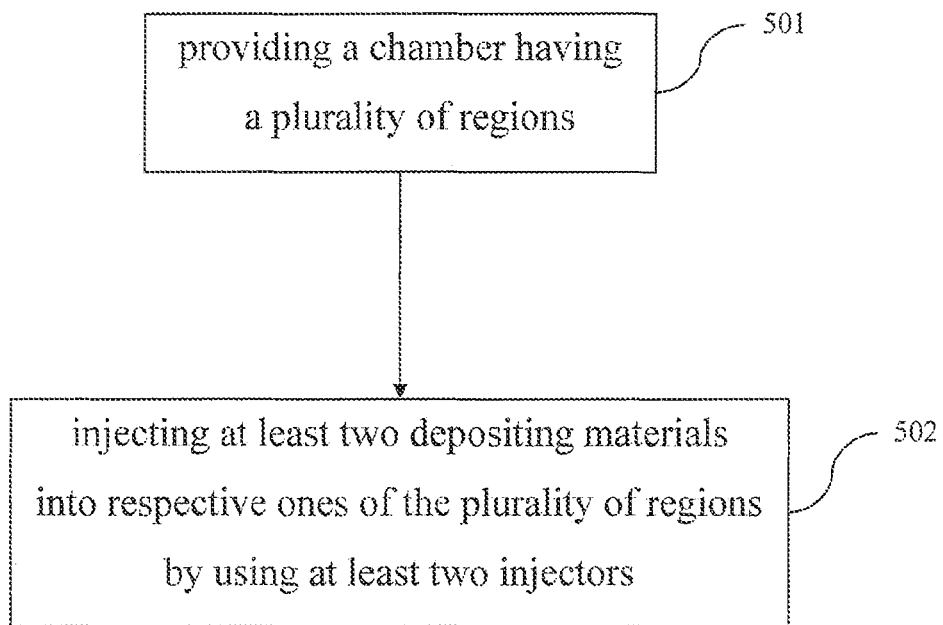 providing a chamber having
a plurality of regions
501
injecting at least two depositing materials
into respective ones of the plurality of regions
by using at least two injectors
502